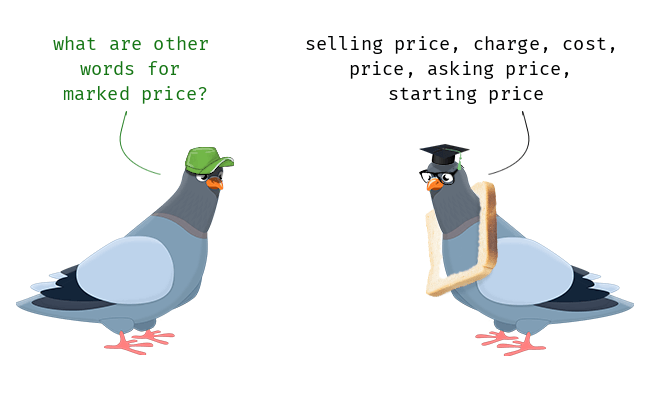 what are other
words for
marked price?
selling price, charge, cost,
price, asking price,
starting price